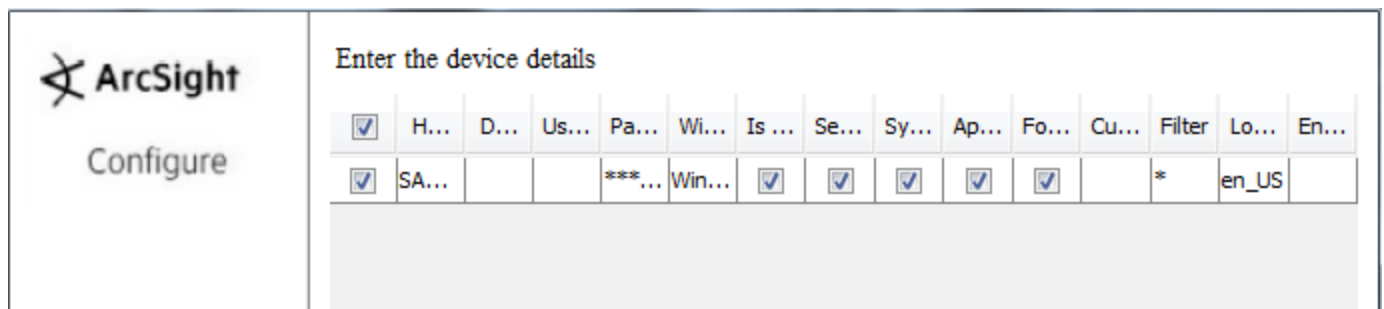 ArcSight
Configure
Enter the device details
H... D... Us... Pa... Wi... Is ... Se... Sy... Ap... Fo... Cu... Filter Lo... En...
SA... ***... Win... * en_US